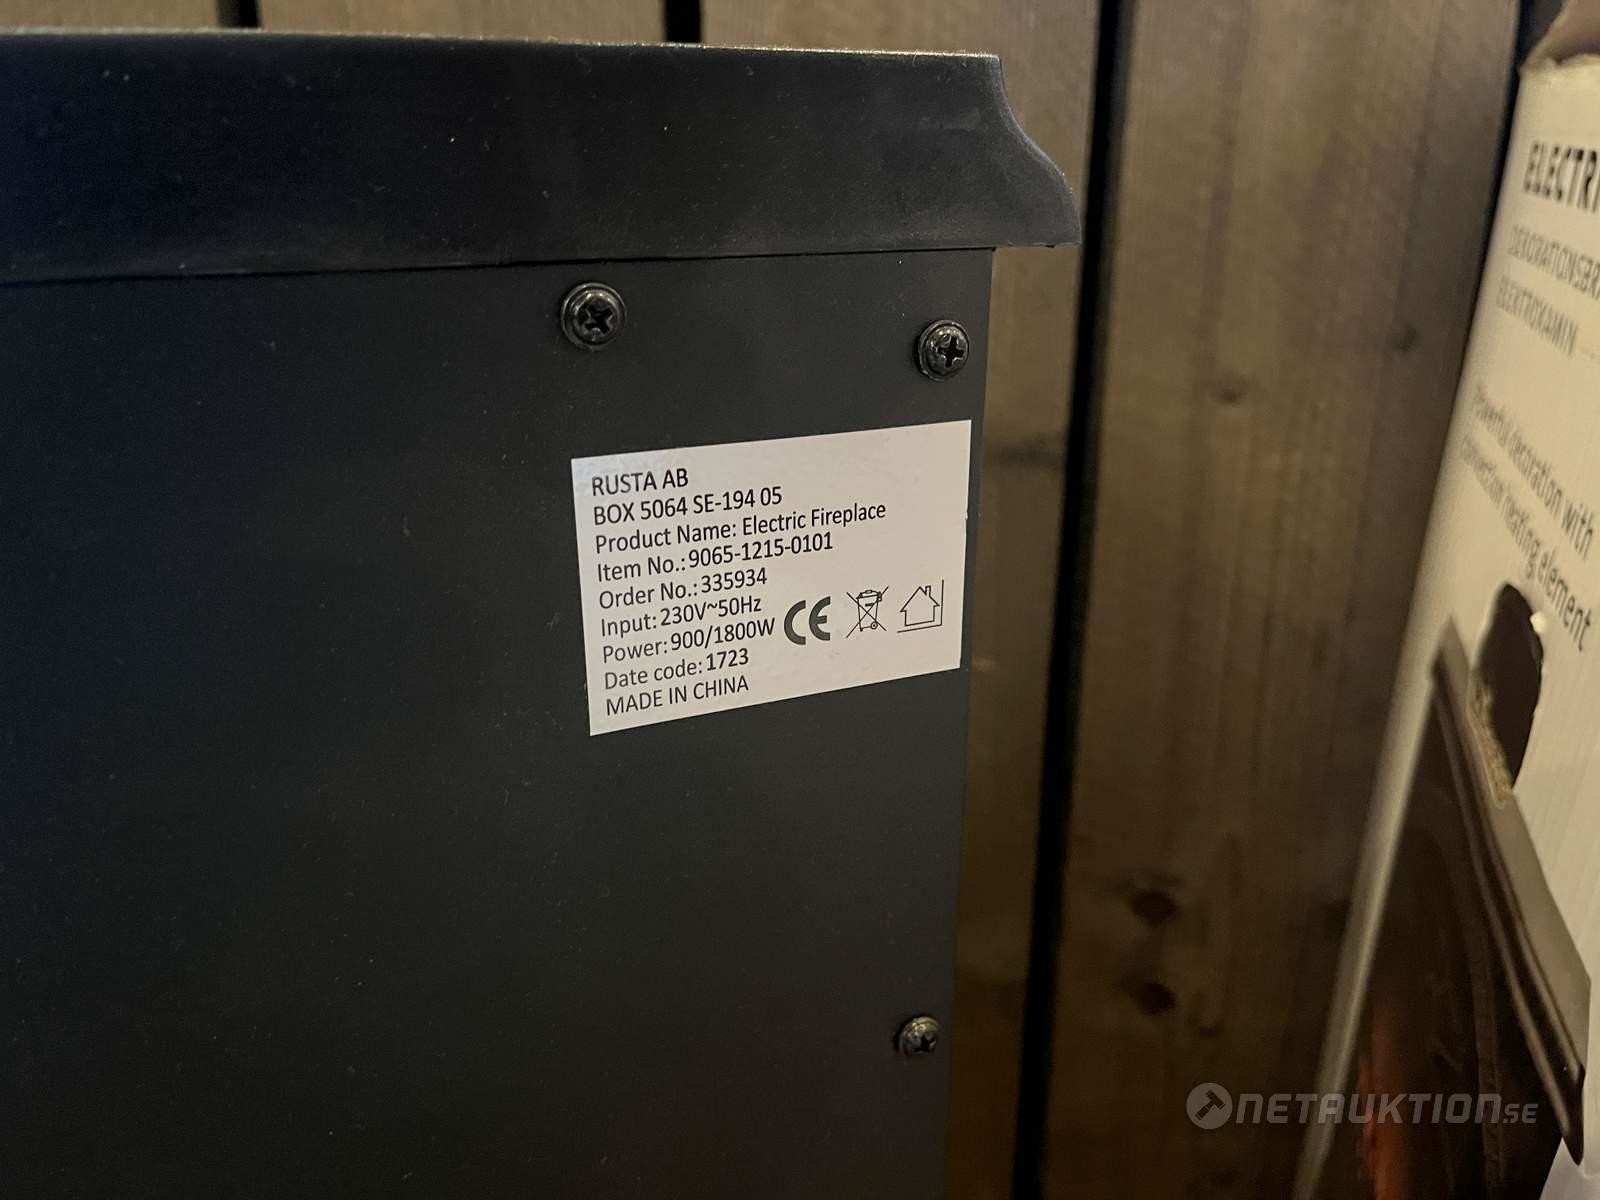 RUSTA AB
BOX 5064 SE-194 05
Product Name: Electric Fireplace
Item No.: 9065-1215-0101
Order No.: 335934
Input: 230V~50Hz
Power: 900/1800W
Date code: 1723
MADE IN CHINA
CE
ELECTRI
DEKORATIONSBR
ELEKTROKAMIN
Powerful decoration with
heating element
NETAUKTION.SE